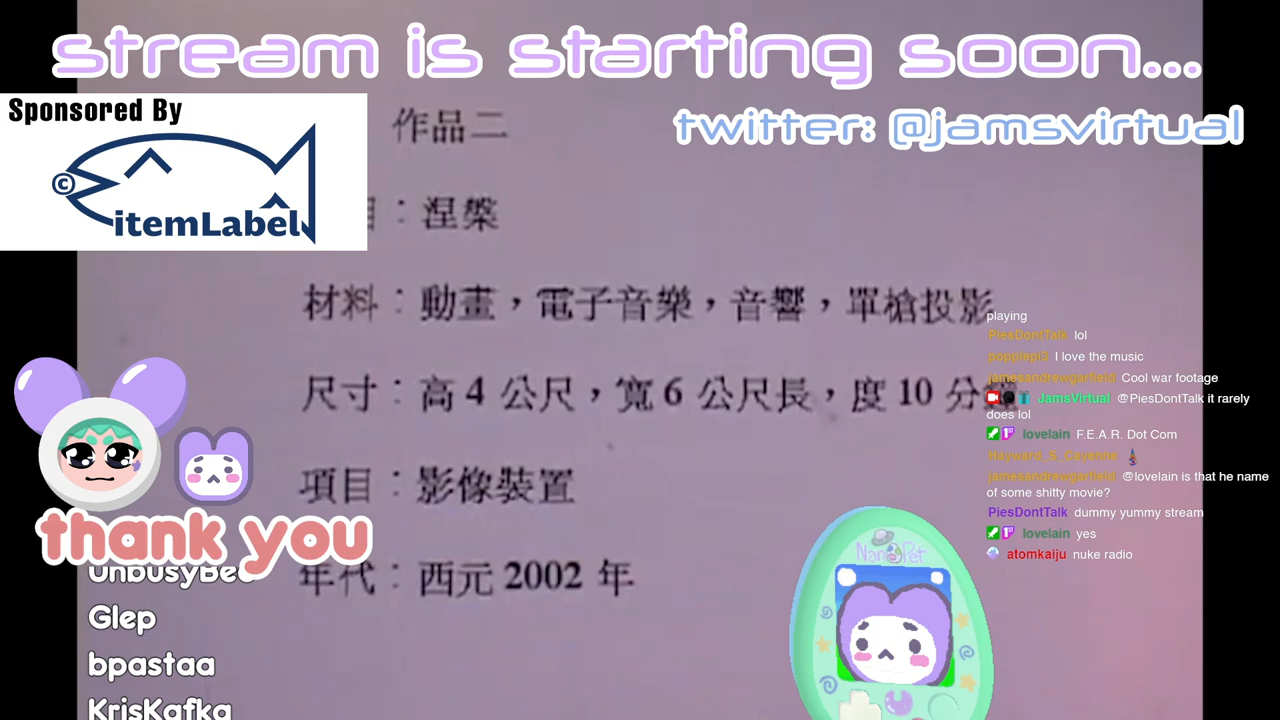 stream is starting soon...
twitter: @jamsvirtual
Sponsored By
© itemLabel
作品二
：涅槃
材料：動畫，電子音樂，音響，單槍投影
尺寸：高 4 公尺，寬 6 公尺長，度 10 分
項目：影像裝置
年代：西元 2002 年
playing
PiesDontTalk lol
popplepi3 I love the music
jamesandrewgarfield Cool war footage
JamsVirtual @PiesDontTalk it rarely
does lol
lovelain F.E.A.R. Dot Com
Hayward_S_Cayenne
jamesandrewgarfield @lovelain is that he name
of some shitty movie?
PiesDontTalk dummy yummy stream
lovelain yes
atomkaiju nuke radio
thank you
UnbusyBee
Glep
bpastaa
KrisKafka
NanoPet